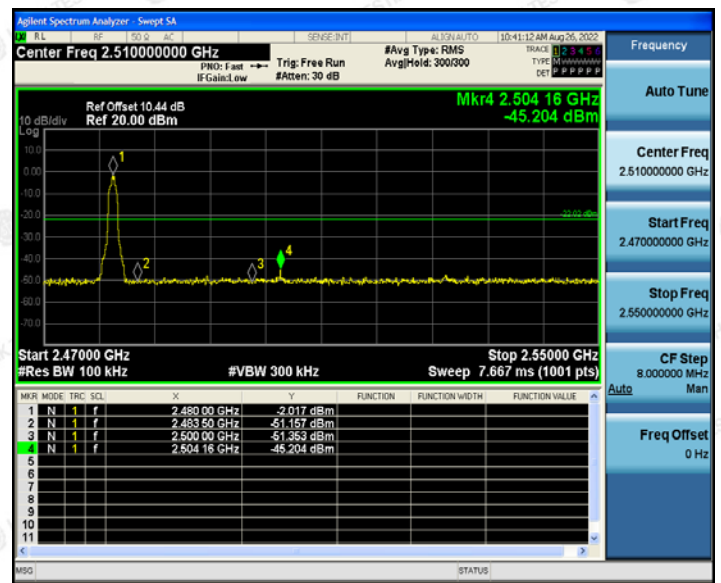 Agilent Spectrum Analyzer - Swept SA
RL RF 50 Ω AC SENSE:INT ALIGN AUTO 10:41:12 AM Aug 26, 2022
Center Freq 2.510000000 GHz
PNO: Fast
IFGain:Low
Trig: Free Run
#Atten: 30 dB
#Avg Type: RMS
Avg|Hold: 300/300
TRACE 1 2 3 4 5 6
TYPE M
DET P P P P P P
Ref Offset 10.44 dB
10 dB/div Ref 20.00 dBm
Log
Mkr4 2.504 16 GHz
-45.204 dBm
10.0
0.00
-10.0
-20.0
-30.0
-40.0
-50.0
-60.0
-70.0
1
2
3
4
-22.02 dBm
Start 2.47000 GHz Stop 2.55000 GHz
#Res BW 100 kHz #VBW 300 kHz Sweep 7.667 ms (1001 pts)
MKR MODE TRC SCL X Y FUNCTION FUNCTION WIDTH FUNCTION VALUE
1 N 1 f 2.480 00 GHz -2.017 dBm
2 N 1 f 2.483 50 GHz -51.157 dBm
3 N 1 f 2.500 00 GHz -51.353 dBm
4 N 1 f 2.504 16 GHz -45.204 dBm
5
6
7
8
9
10
11
MSG STATUS
Frequency
Auto Tune
Center Freq
2.510000000 GHz
Start Freq
2.470000000 GHz
Stop Freq
2.550000000 GHz
CF Step
8.000000 MHz
Auto Man
Freq Offset
0 Hz